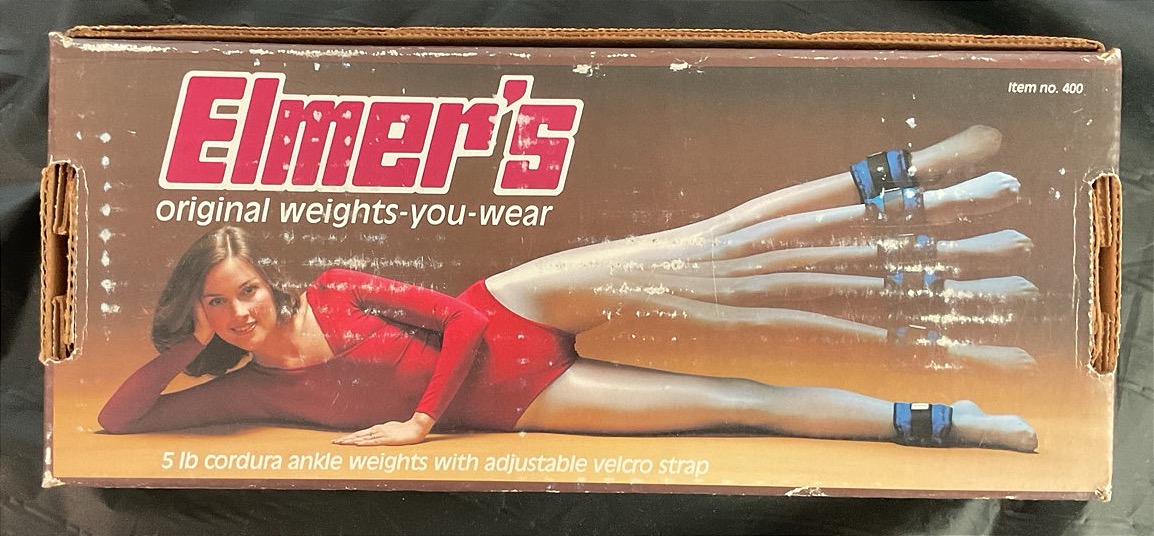 Item no. 400
Elmer's
original weights-you-wear
5 lb cordura ankle weights with adjustable velcro strap